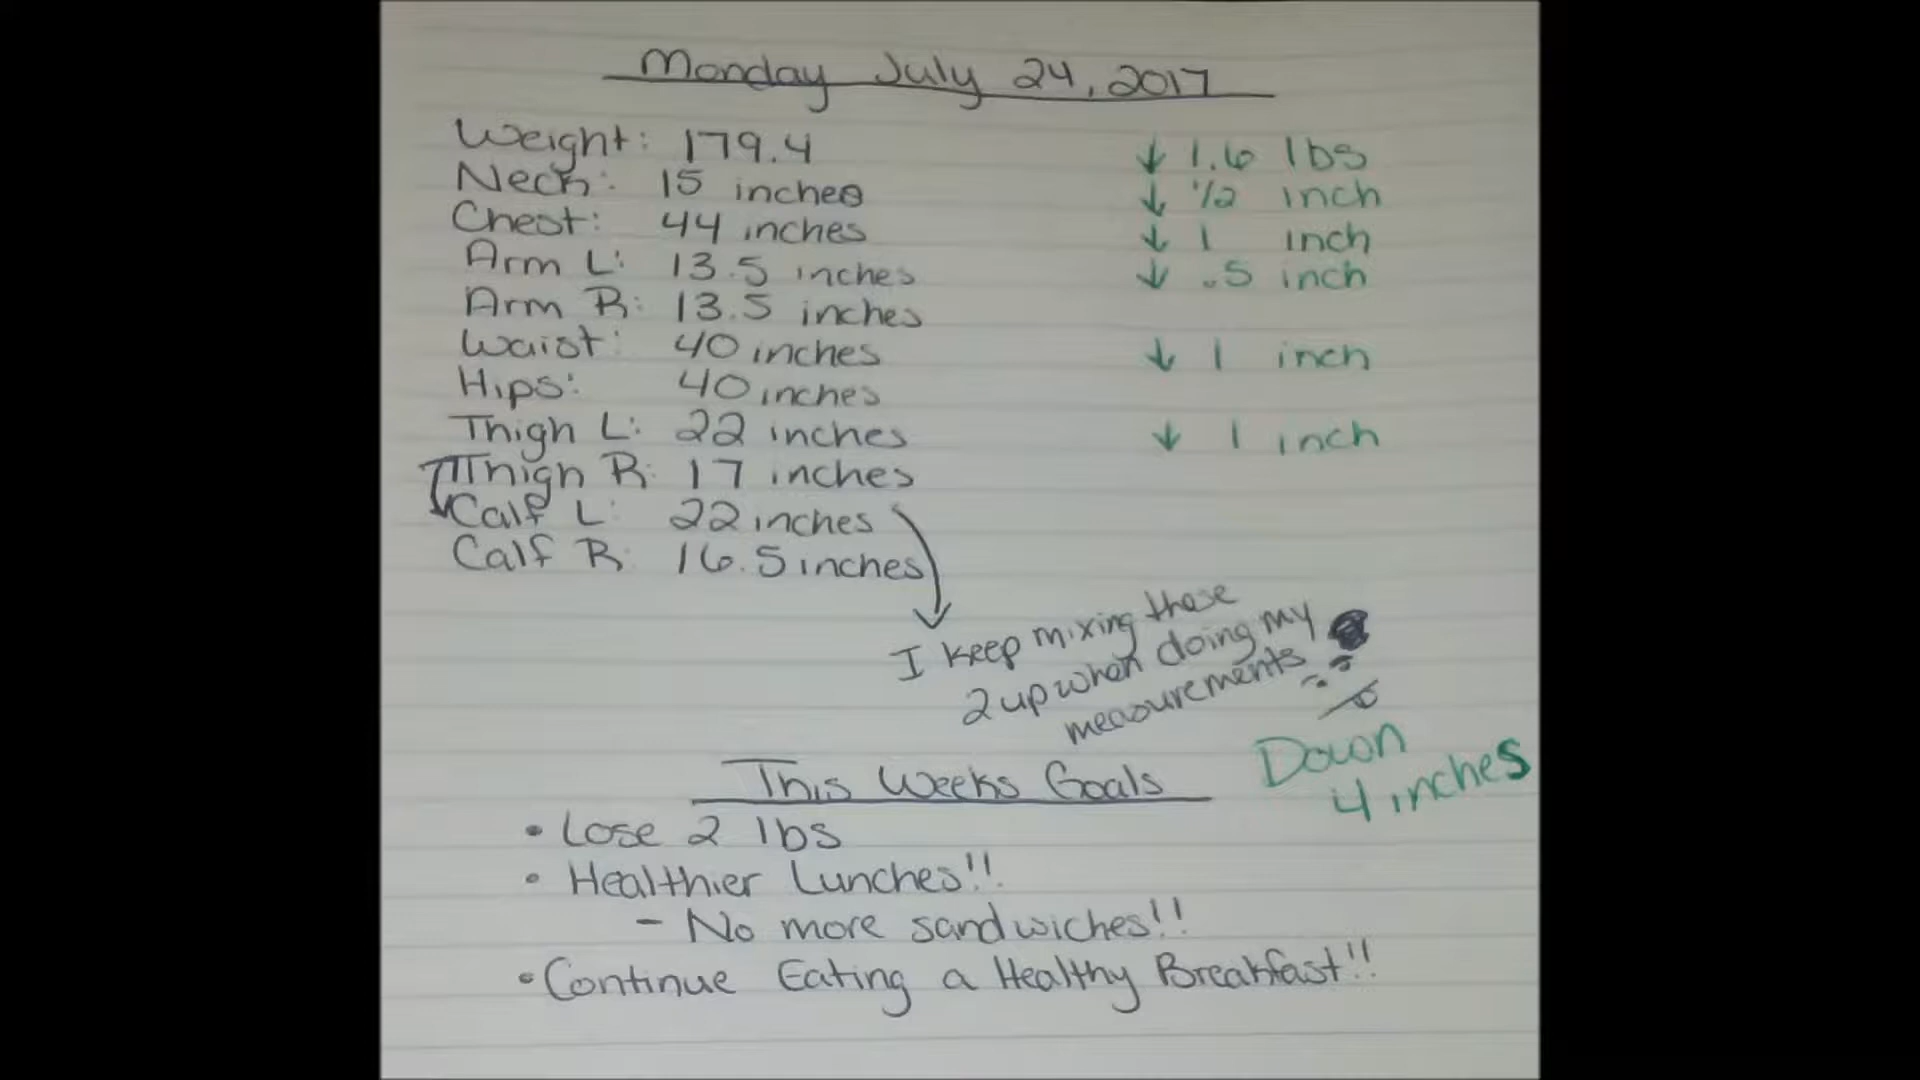 Monday July 24, 2017
Weight: 179.4 ↓ 1.6 lbs
Neck: 15 inches ↓ 1/2 inch
Chest: 44 inches ↓ 1 inch
Arm L: 13.5 inches ↓ .5 inch
Arm R: 13.5 inches
Waist: 40 inches ↓ 1 inch
Hips: 40 inches
Thigh L: 22 inches ↓ 1 inch
Thigh R: 17 inches
Calf L: 22 inches
Calf R: 16.5 inches
I keep mixing these
2 up when doing my
measurements
Down
4 inches
This Weeks Goals
• Lose 2 lbs
• Healthier Lunches!!
- No more sandwiches!!
• Continue Eating a Healthy Breakfast!!